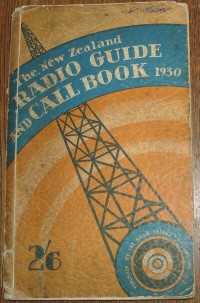 The New Zealand
RADIO GUIDE
AND CALL BOOK 1930
2/6